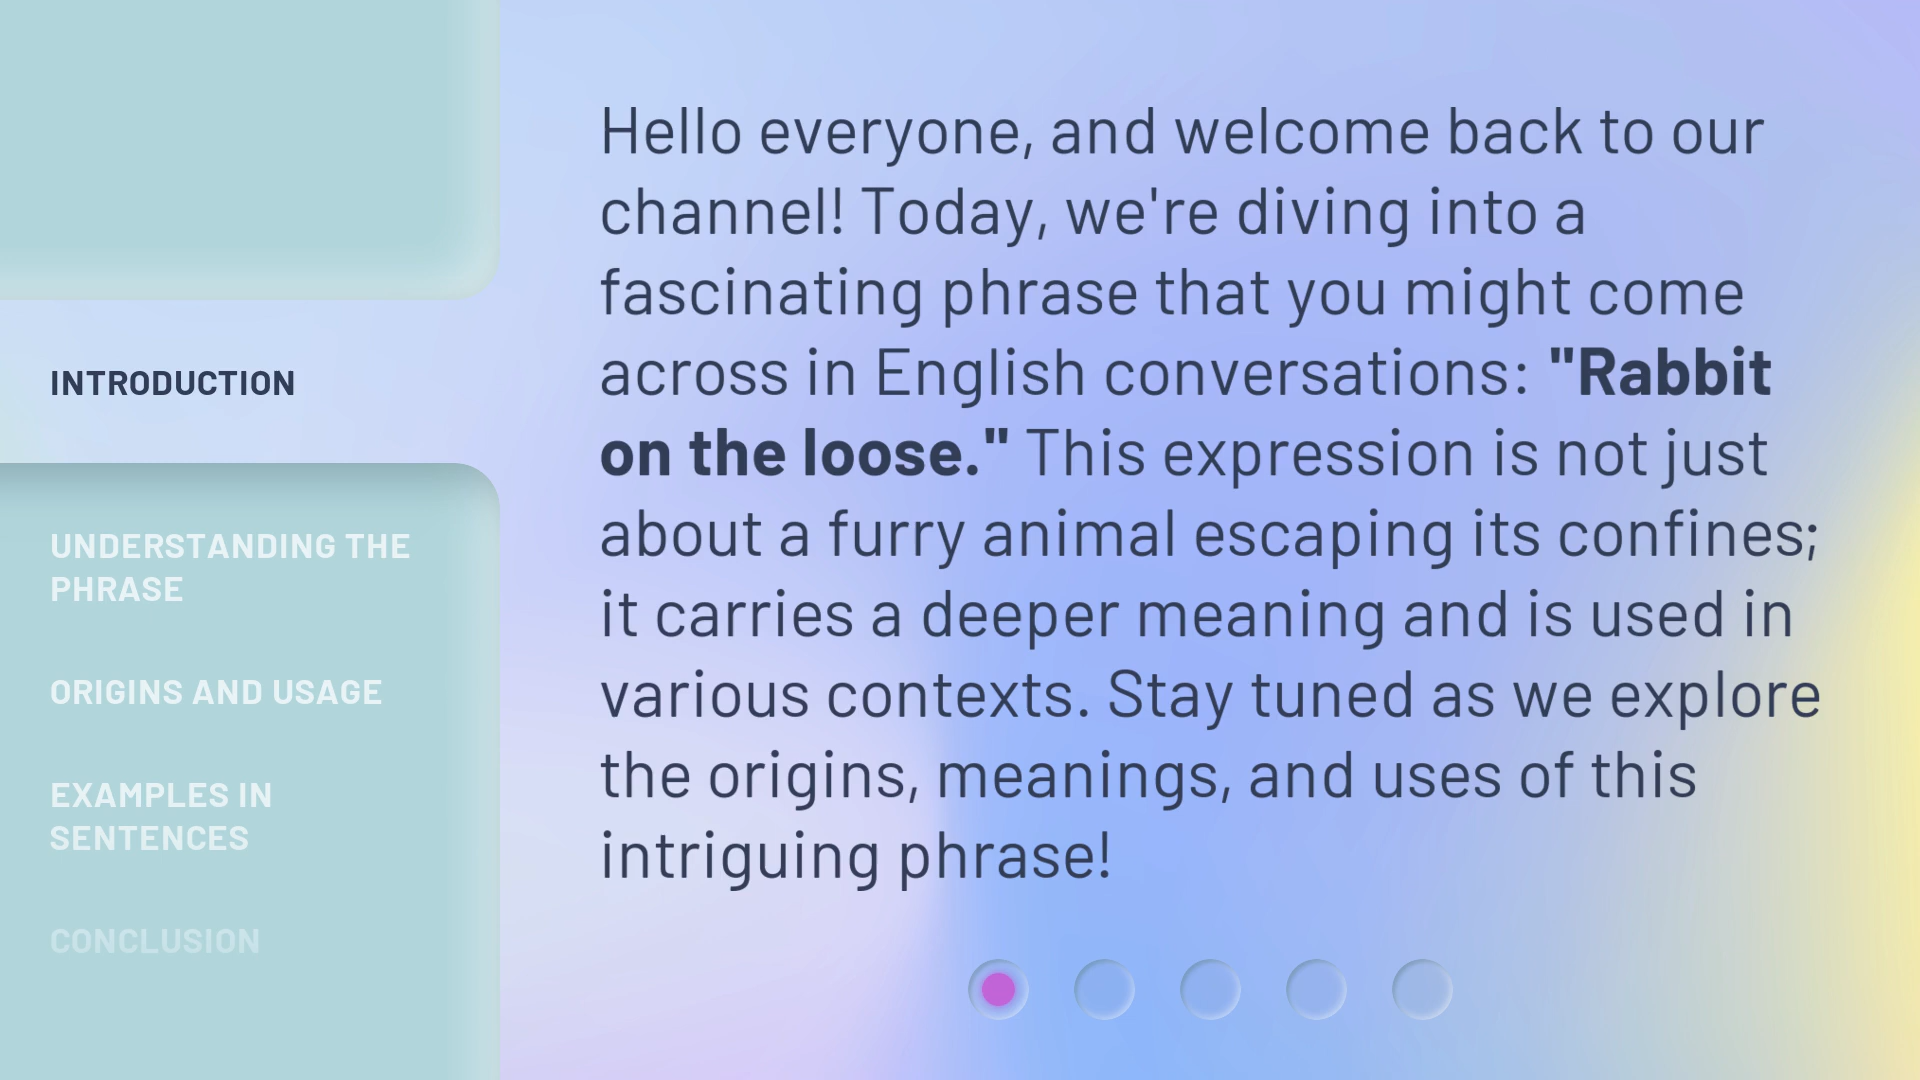 INTRODUCTION
UNDERSTANDING THE
PHRASE
ORIGINS AND USAGE
EXAMPLES IN
SENTENCES
CONCLUSION
Hello everyone, and welcome back to our
channel! Today, we're diving into a
fascinating phrase that you might come
across in English conversations: "Rabbit
on the loose." This expression is not just
about a furry animal escaping its confines;
it carries a deeper meaning and is used in
various contexts. Stay tuned as we explore
the origins, meanings, and uses of this
intriguing phrase!